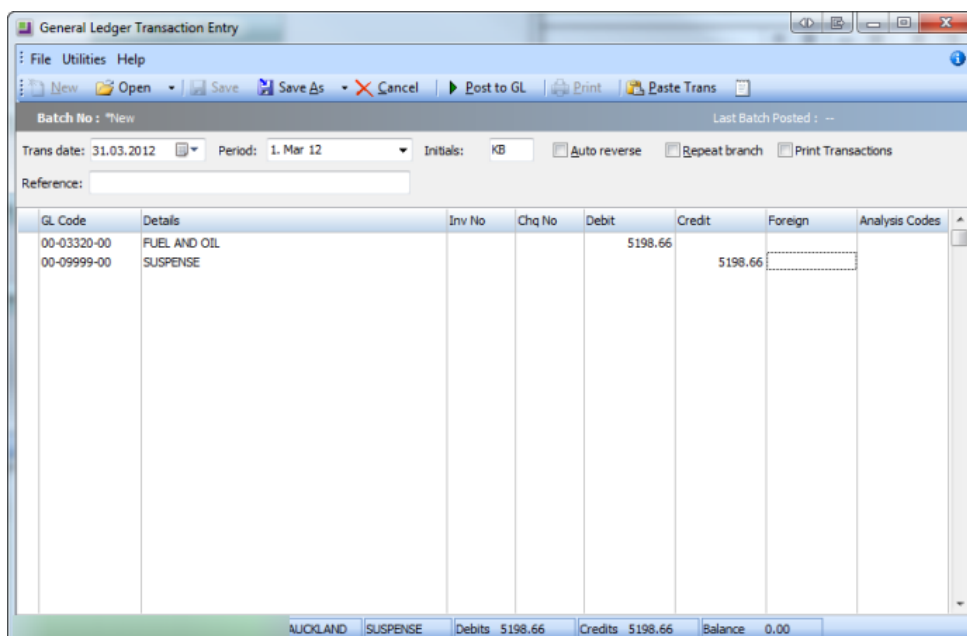 General Ledger Transaction Entry
File Utilities Help
New Open Save Save As Cancel Post to GL Print Paste Trans
Batch No : *New Last Batch Posted : --
Trans date: 31.03.2012 Period: 1. Mar 12 Initials: KB Auto reverse Repeat branch Print Transactions
Reference:
GL Code Details Inv No Chq No Debit Credit Foreign Analysis Codes
00-03320-00 FUEL AND OIL 5198.66
00-09999-00 SUSPENSE 5198.66
AUCKLAND SUSPENSE Debits 5198.66 Credits 5198.66 Balance 0.00